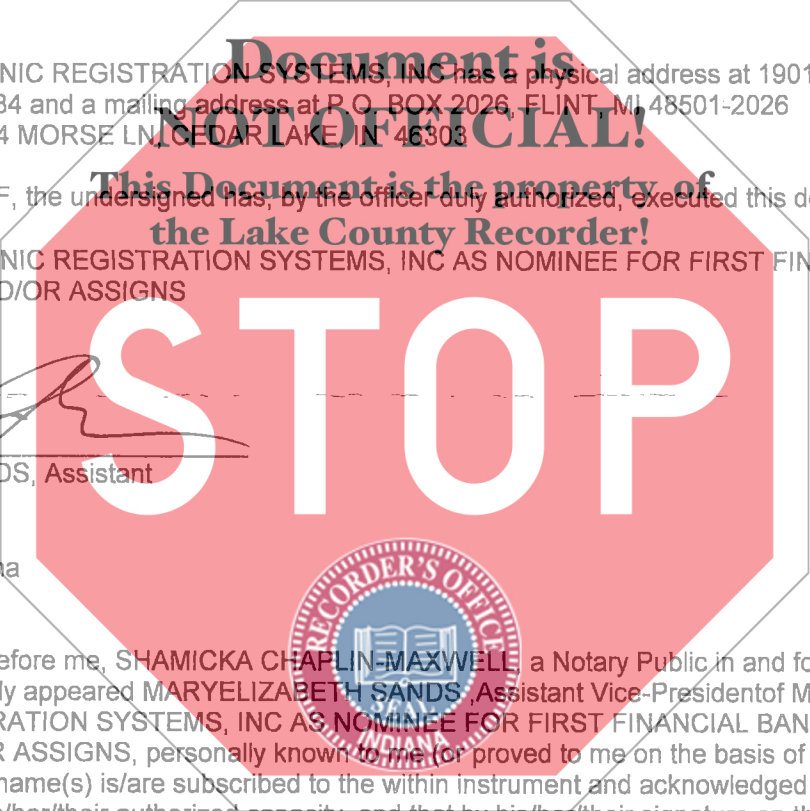 Document is
NIC REGISTRATION SYSTEMS, INC has a physical address at 1901
34 and a mailing address at P.O. BOX 2026, FLINT, MI 48501-2026
NOT OFFICIAL!
4 MORSE LN, CEDAR LAKE, IN 46303
This Document is the property of
F, the undersigned has, by the officer duly authorized, executed this d
the Lake County Recorder!
NIC REGISTRATION SYSTEMS, INC AS NOMINEE FOR FIRST FIN
D/OR ASSIGNS
STOP
DS, Assistant
na
RECORDER'S OFFICE
SEAL
INDIANA
efore me, SHAMICKA CHAPLIN-MAXWELL, a Notary Public in and fo
ly appeared MARYELIZABETH SANDS ,Assistant Vice-Presidentof M
RATION SYSTEMS, INC AS NOMINEE FOR FIRST FINANCIAL BAN
R ASSIGNS, personally known to me (or proved to me on the basis of
name(s) is/are subscribed to the within instrument and acknowledged